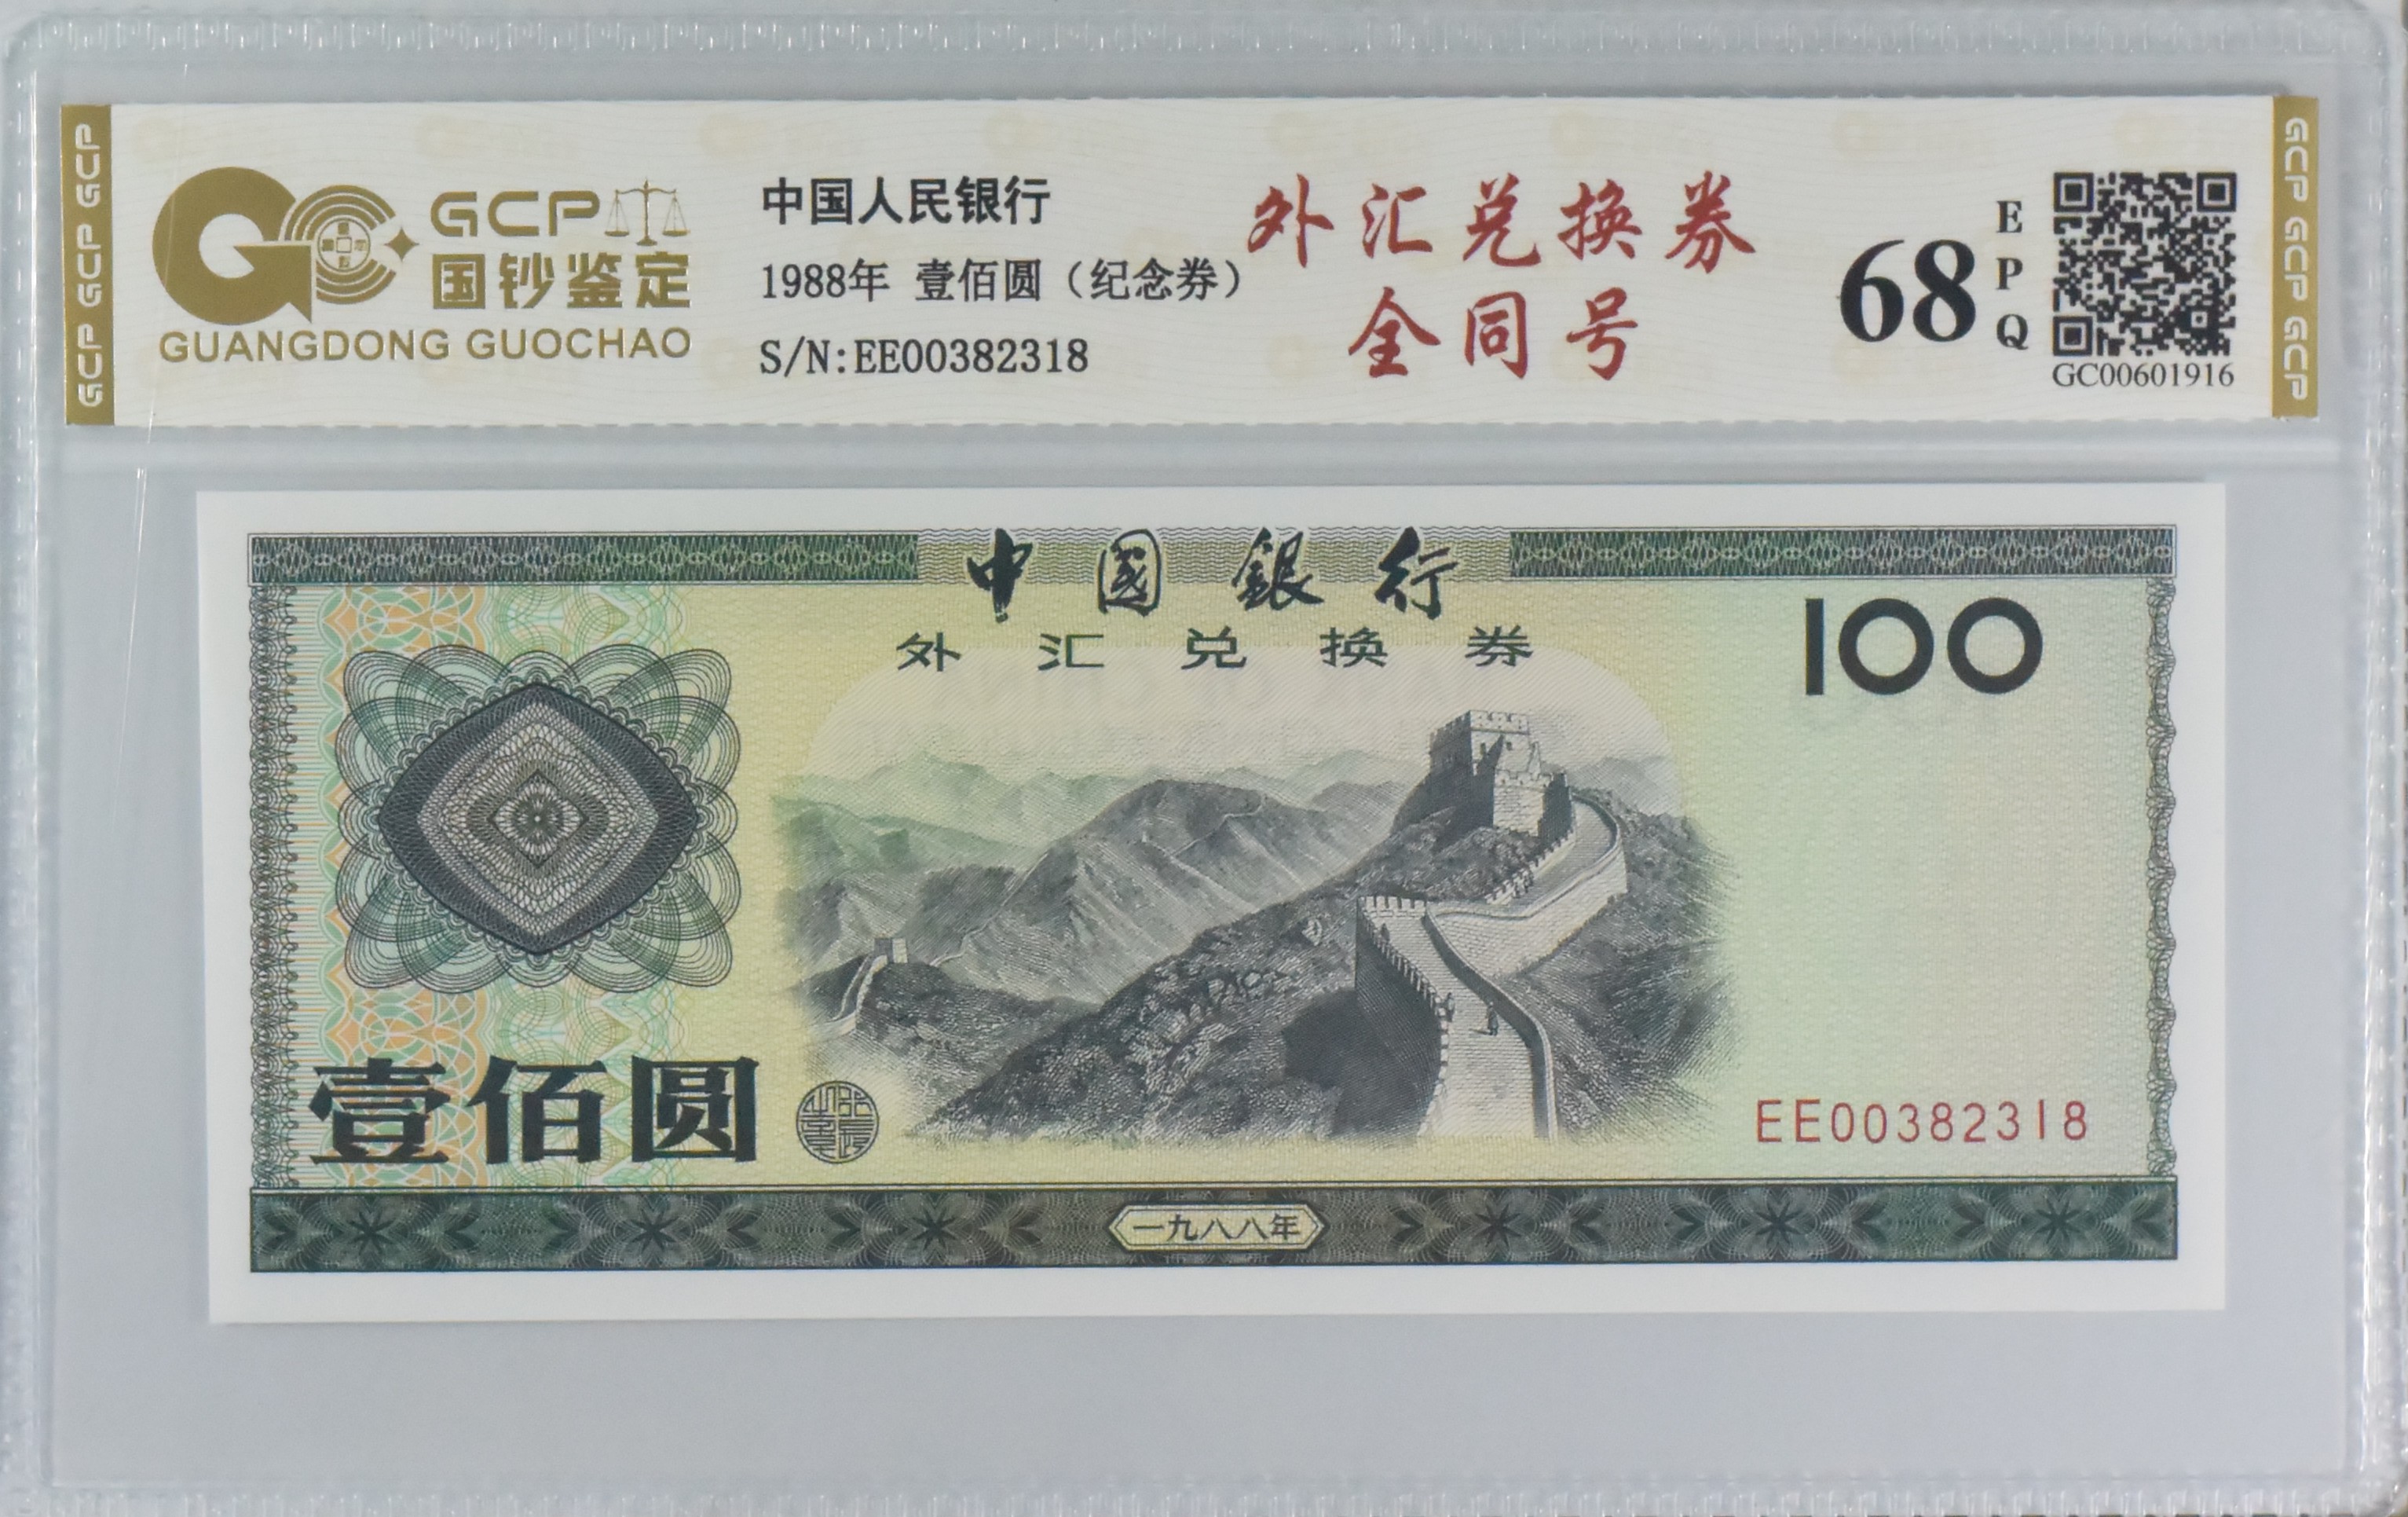 GCP GCP GCP
GCP
国钞鉴定
GUANGDONG GUOCHAO
中国人民银行
1988年 壹佰圆（纪念券）
S/N:EE00382318
外汇兑换券
全同号
68
EPQ
GC00601916
GCP GCP GCP
中國銀行
外汇兑换券
100
壹佰圆
EE00382318
一九八八年